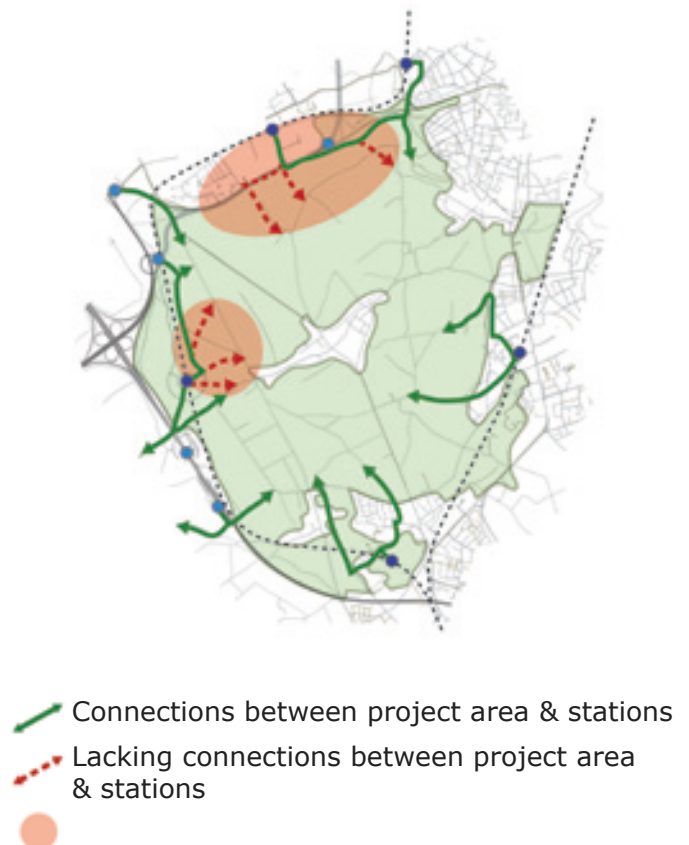 Connections between project area & stations
Lacking connections between project area
& stations